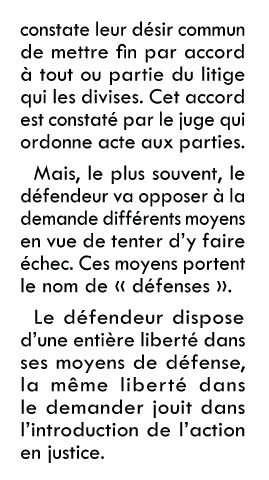 constate leur désir commun
de mettre fin par accord
à tout ou partie du litige
qui les divises. Cet accord
est constaté par le juge qui
ordonne acte aux parties.
Mais, le plus souvent, le
défendeur va opposer à la
demande différents moyens
en vue de tenter d’y faire
échec. Ces moyens portent
le nom de « défenses ».
Le défendeur dispose
d’une entière liberté dans
ses moyens de défense,
la même liberté dans
le demander jouit dans
l’introduction de l’action
en justice.